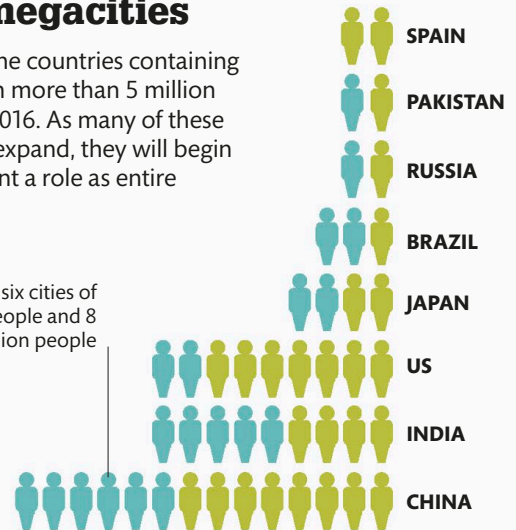 megacities
he countries containing
more than 5 million
016. As many of these
expand, they will begin
nt a role as entire
six cities of
eople and 8
ion people
SPAIN
PAKISTAN
RUSSIA
BRAZIL
JAPAN
US
INDIA
CHINA